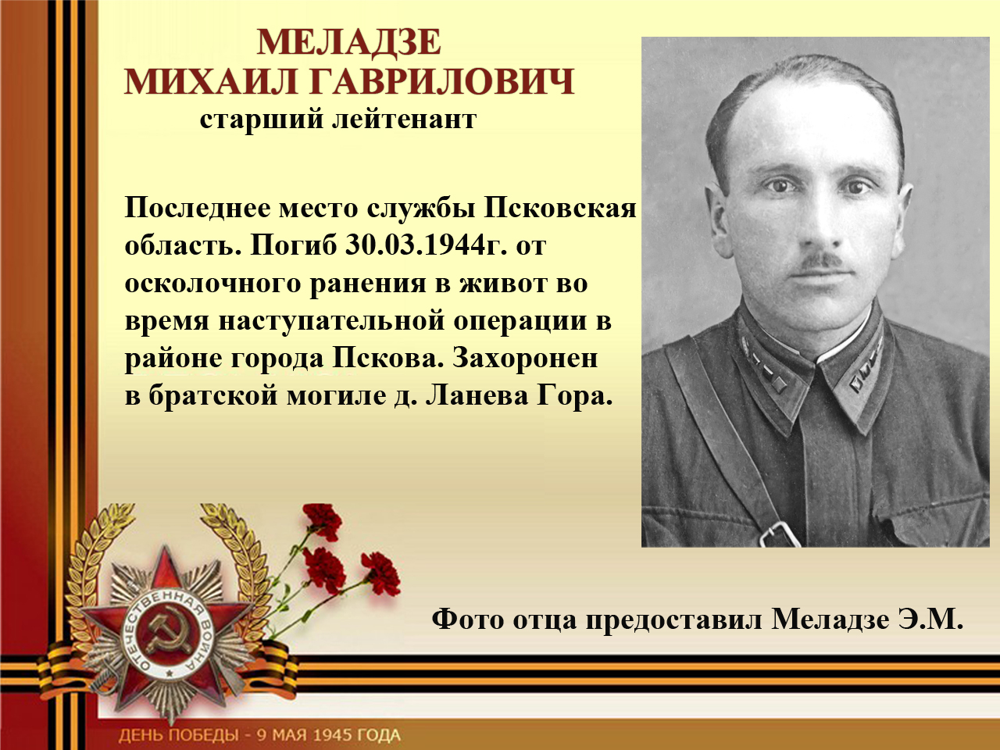 МЕЛАДЗЕ
МИХАИЛ ГАВРИЛОВИЧ
старший лейтенант
Последнее место службы Псковская
область. Погиб 30.03.1944г. от
осколочного ранения в живот во
время наступательной операции в
районе города Пскова. Захоронен
в братской могиле д. Ланева Гора.
Фото отца предоставил Меладзе Э.М.
ОТЕЧЕСТВЕННАЯ ВОЙНА
ДЕНЬ ПОБЕДЫ - 9 МАЯ 1945 ГОДА